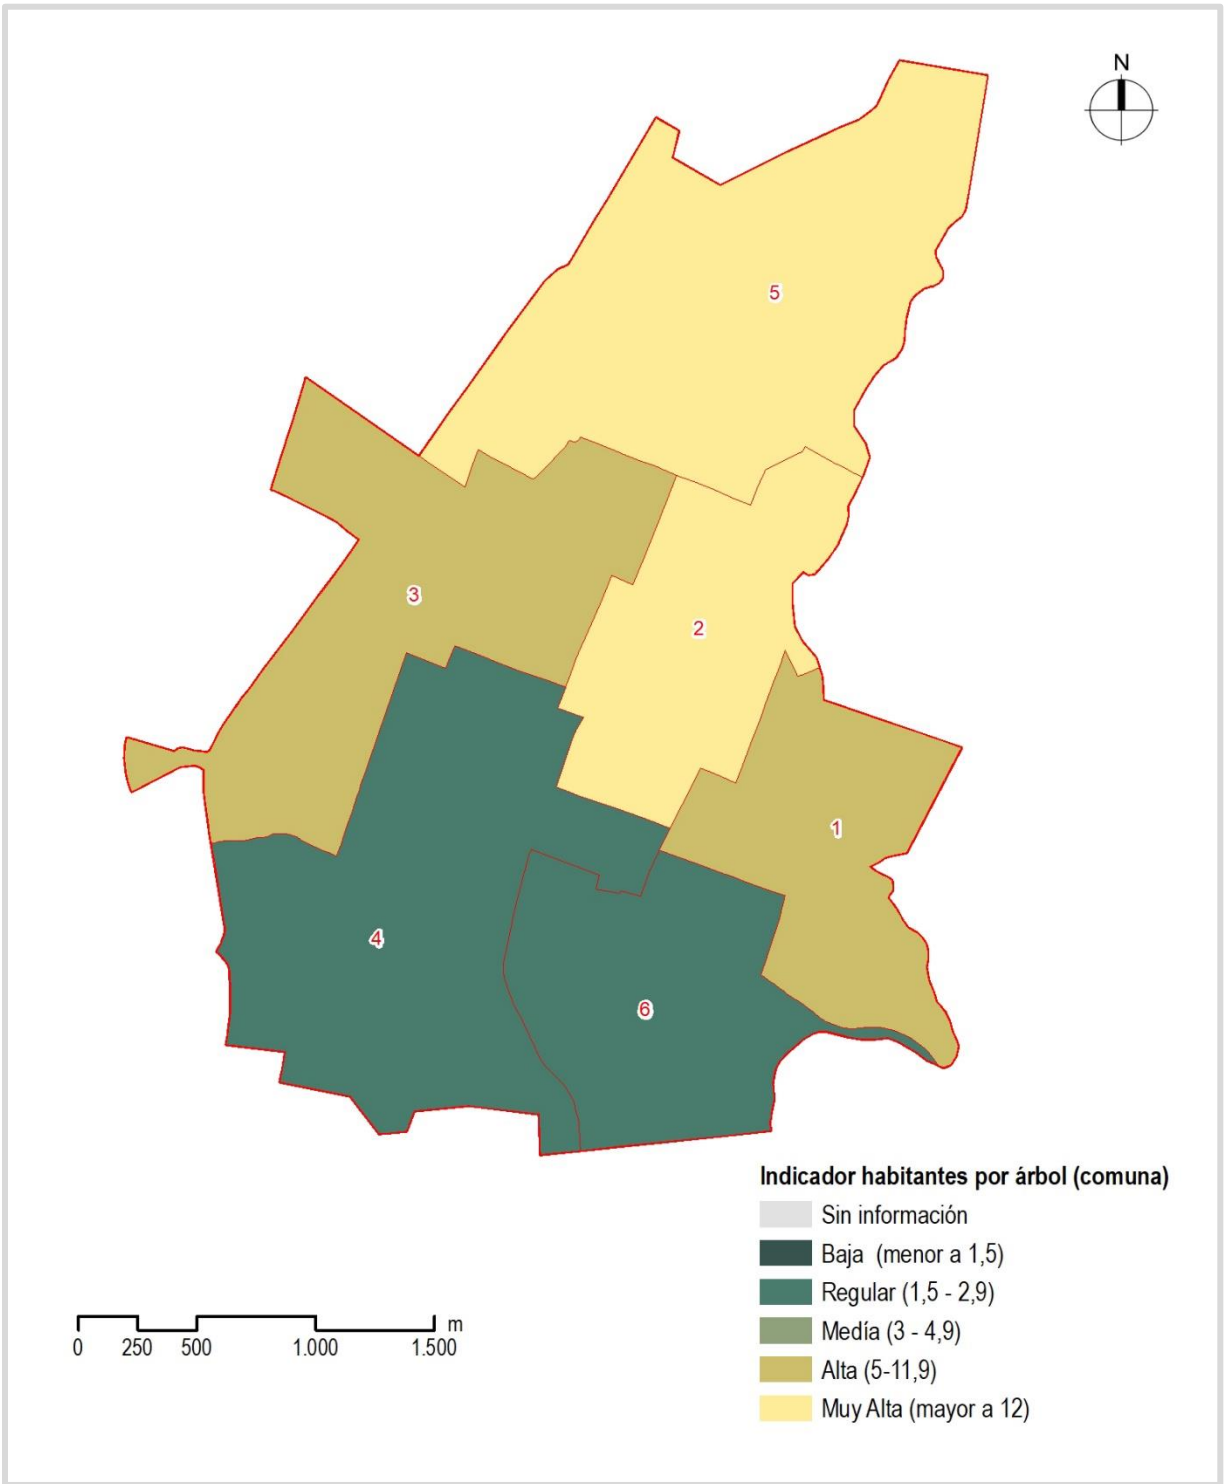 N
5
3
2
1
4
6
Indicador habitantes por árbol (comuna)
Sin información
Baja (menor a 1,5)
Regular (1,5 - 2,9)
Medía (3 - 4,9)
Alta (5-11,9)
Muy Alta (mayor a 12)
m
0 250 500 1.000 1.500